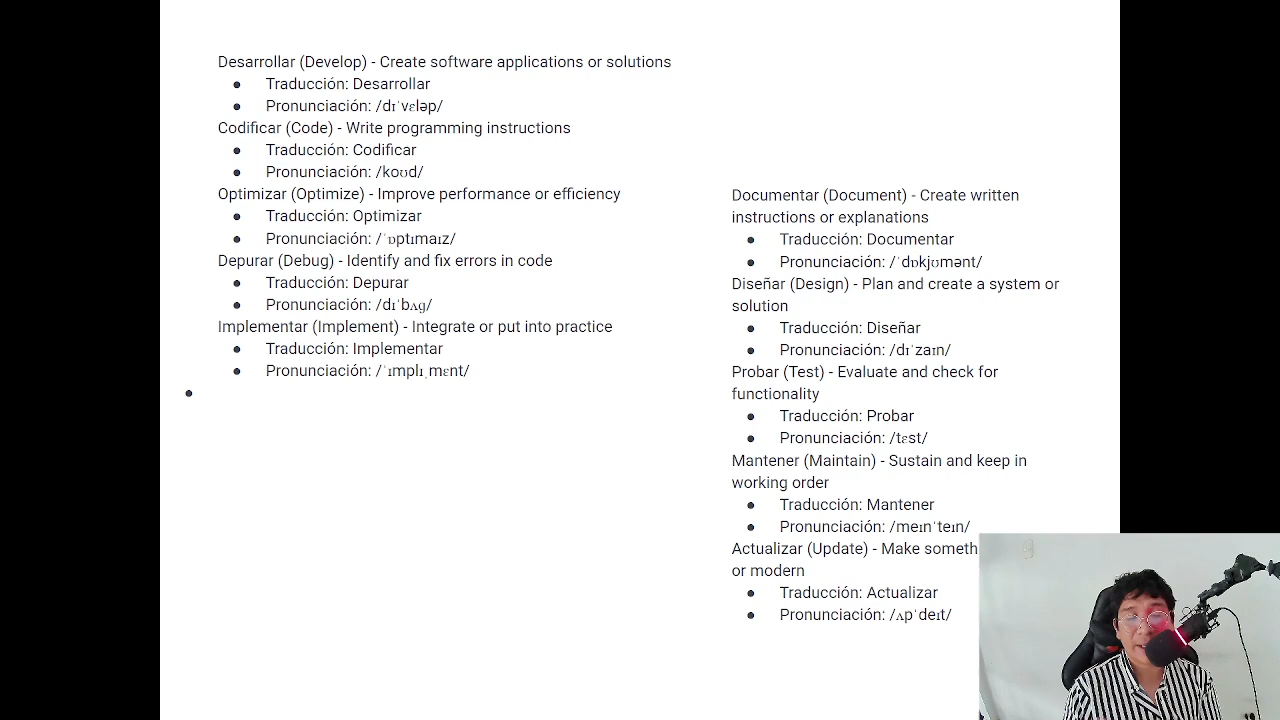 Desarrollar (Develop) - Create software applications or solutions
● Traducción: Desarrollar
● Pronunciación: /dɪˈvɛləp/
Codificar (Code) - Write programming instructions
● Traducción: Codificar
● Pronunciación: /koʊd/
Optimizar (Optimize) - Improve performance or efficiency
● Traducción: Optimizar
● Pronunciación: /ˈɒptɪmaɪz/
Depurar (Debug) - Identify and fix errors in code
● Traducción: Depurar
● Pronunciación: /dɪˈbʌɡ/
Implementar (Implement) - Integrate or put into practice
● Traducción: Implementar
● Pronunciación: /ˈɪmplɪˌmɛnt/
●
Documentar (Document) - Create written
instructions or explanations
● Traducción: Documentar
● Pronunciación: /ˈdɒkjʊmənt/
Diseñar (Design) - Plan and create a system or
solution
● Traducción: Diseñar
● Pronunciación: /dɪˈzaɪn/
Probar (Test) - Evaluate and check for
functionality
● Traducción: Probar
● Pronunciación: /tɛst/
Mantener (Maintain) - Sustain and keep in
working order
● Traducción: Mantener
● Pronunciación: /meɪnˈteɪn/
Actualizar (Update) - Make someth
or modern
● Traducción: Actualizar
● Pronunciación: /ʌpˈdeɪt/